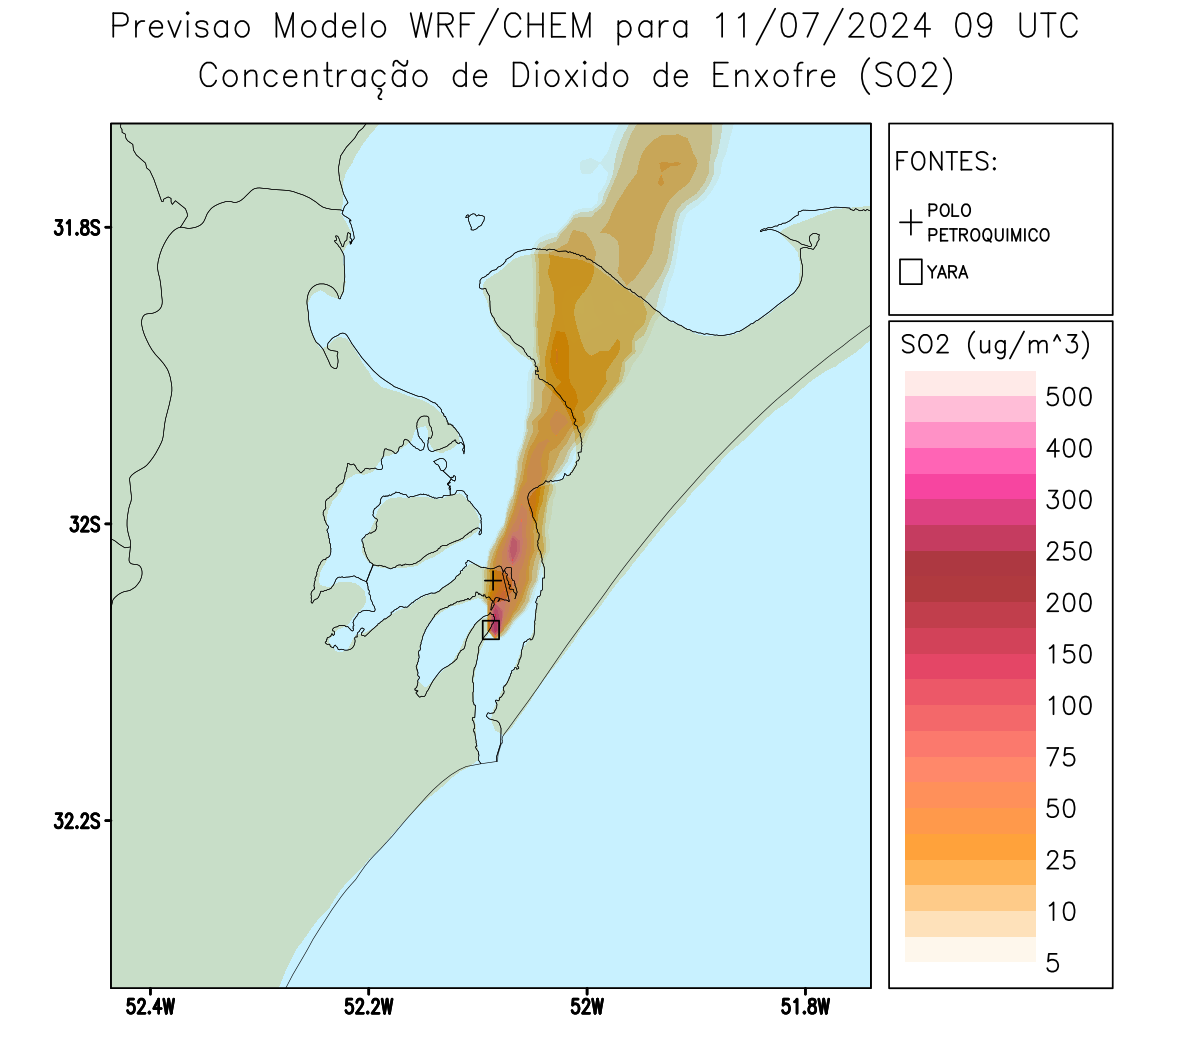 Previsao Modelo WRF/CHEM para 11/07/2024 09 UTC
Concentração de Dioxido de Enxofre (SO2)
FONTES:
POLO
PETROQUIMICO
YARA
SO2 (ug/m^3)
500
400
300
250
200
150
100
75
50
25
10
5
31.8S
32S
32.2S
52.4W
52.2W
52W
51.8W